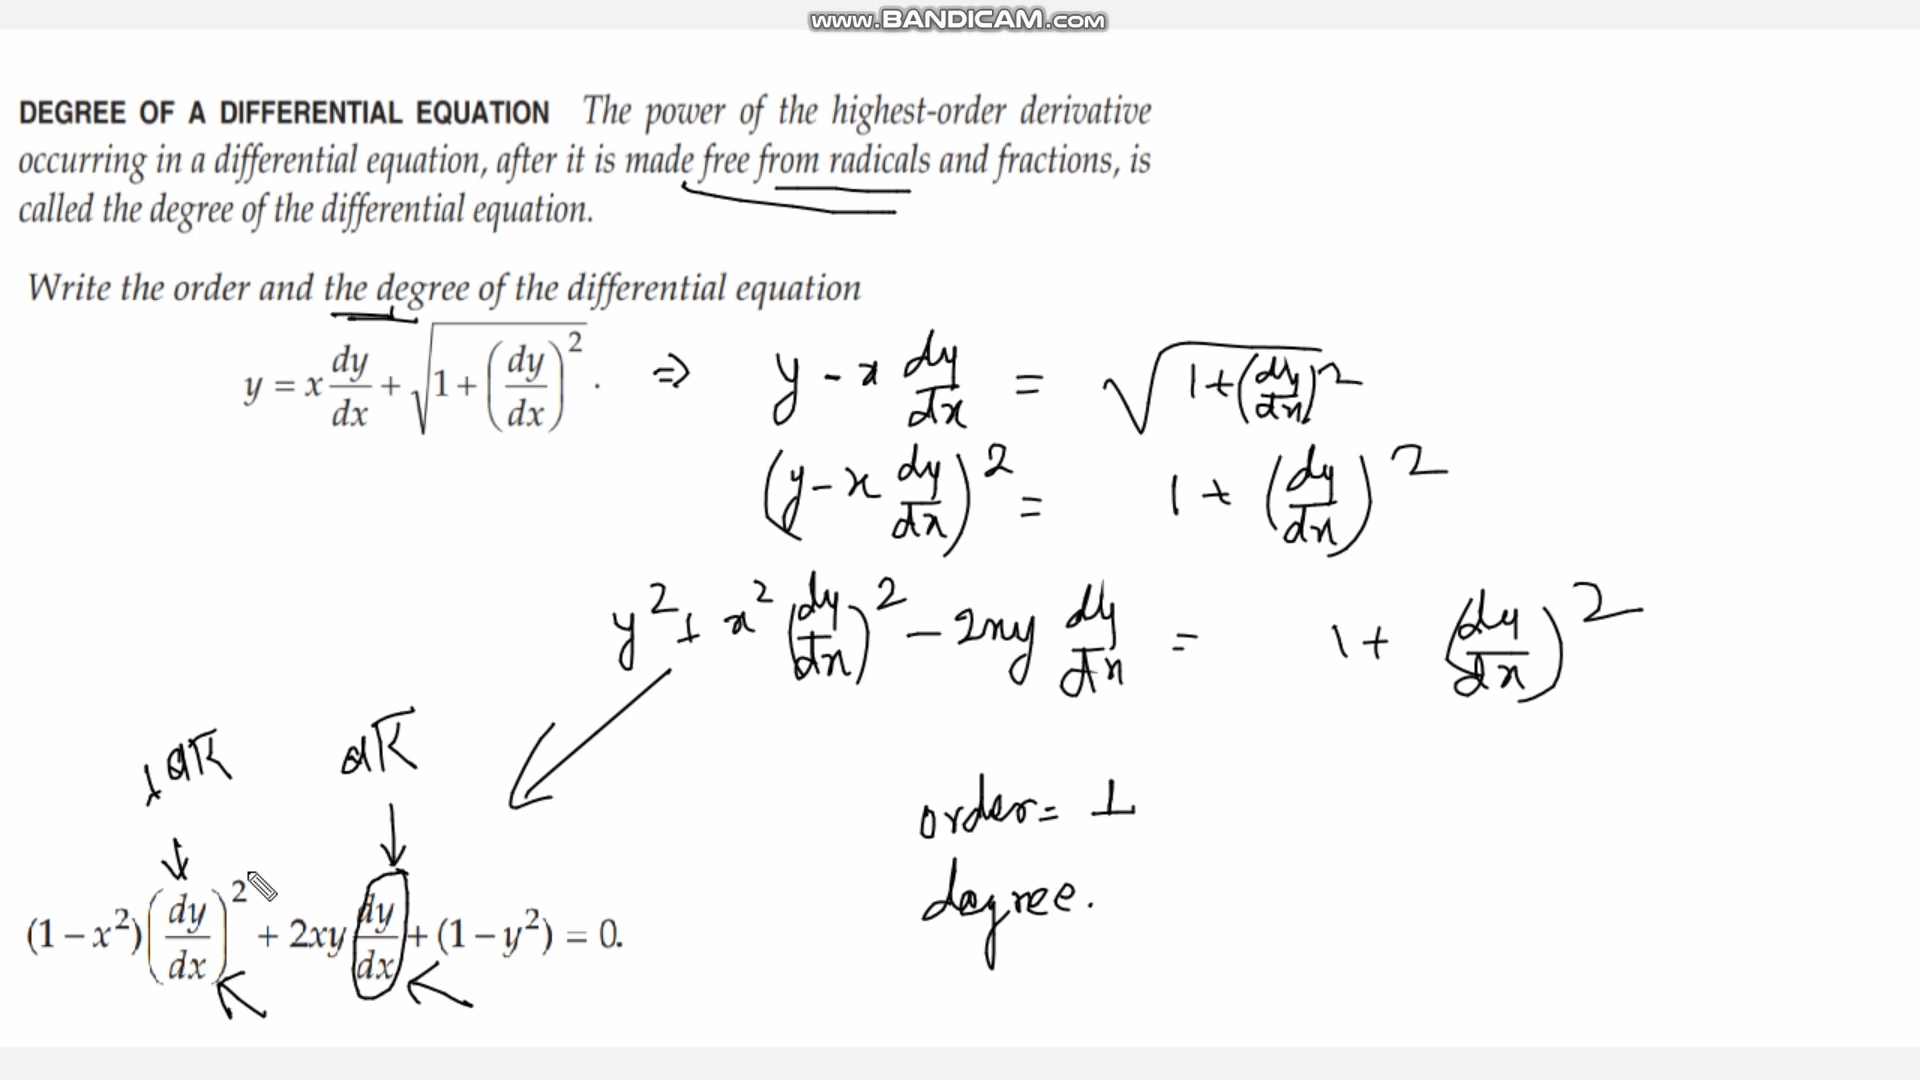 www.BANDICAM.com
DEGREE OF A DIFFERENTIAL EQUATION The power of the highest-order derivative
occurring in a differential equation, after it is made free from radicals and fractions, is
called the degree of the differential equation.
Write the order and the degree of the differential equation
y = x dy/dx + √(1 + (dy/dx)²) . ⇒ y - x dy/dx = √(1+(dy/dx)²)
(y - x dy/dx)² = 1 + (dy/dx)²
y² + x² (dy/dx)² - 2xy dy/dx = 1 + (dy/dx)²
order = 1
degree.
(1 − x²)(dy/dx)² + 2xy dy/dx + (1 − y²) = 0.